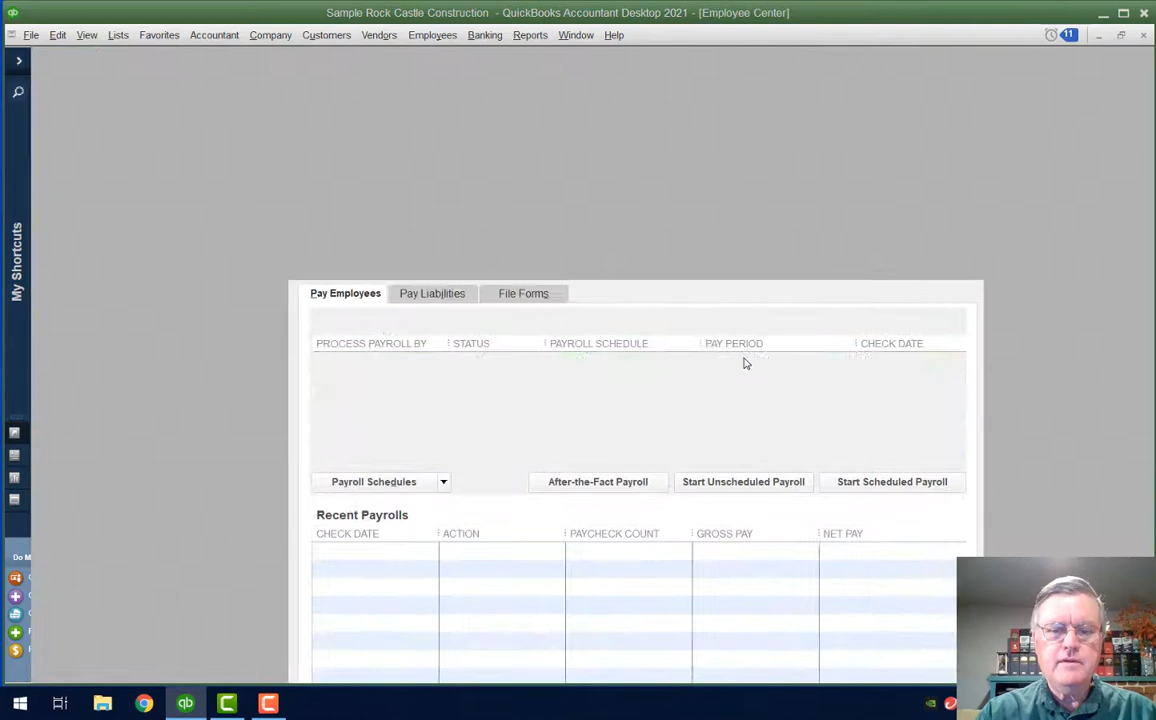 Sample Rock Castle Construction - QuickBooks Accountant Desktop 2021 - [Employee Center]
File Edit View Lists Favorites Accountant Company Customers Vendors Employees Banking Reports Window Help 11
My Shortcuts
Pay Employees Pay Liabilities File Forms
PROCESS PAYROLL BY STATUS PAYROLL SCHEDULE PAY PERIOD CHECK DATE
Payroll Schedules After-the-Fact Payroll Start Unscheduled Payroll Start Scheduled Payroll
Recent Payrolls
CHECK DATE ACTION PAYCHECK COUNT GROSS PAY NET PAY
Do M
qb